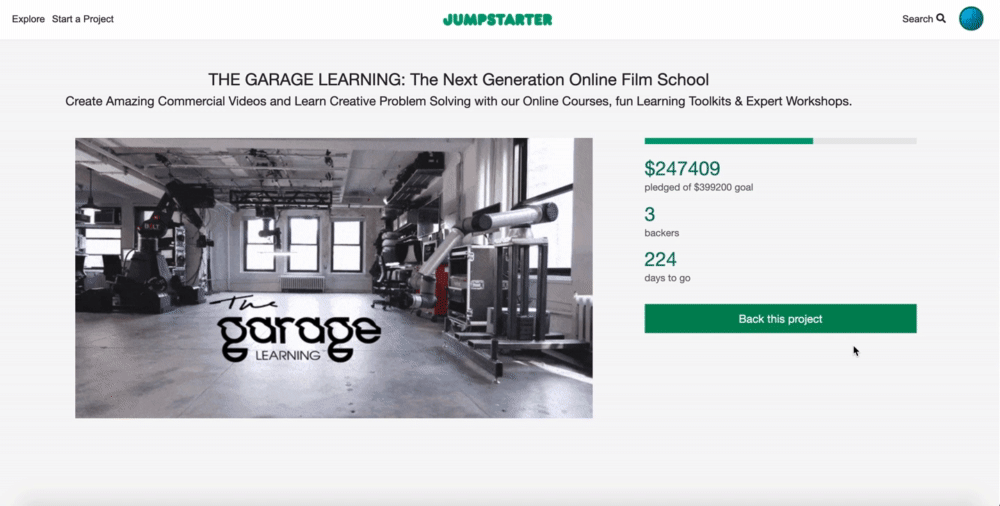 Explore Start a Project
JUMPSTARTER
Search
THE GARAGE LEARNING: The Next Generation Online Film School
Create Amazing Commercial Videos and Learn Creative Problem Solving with our Online Courses, fun Learning Toolkits & Expert Workshops.
The
garage
LEARNING
$247409
pledged of $399200 goal
3
backers
224
days to go
Back this project